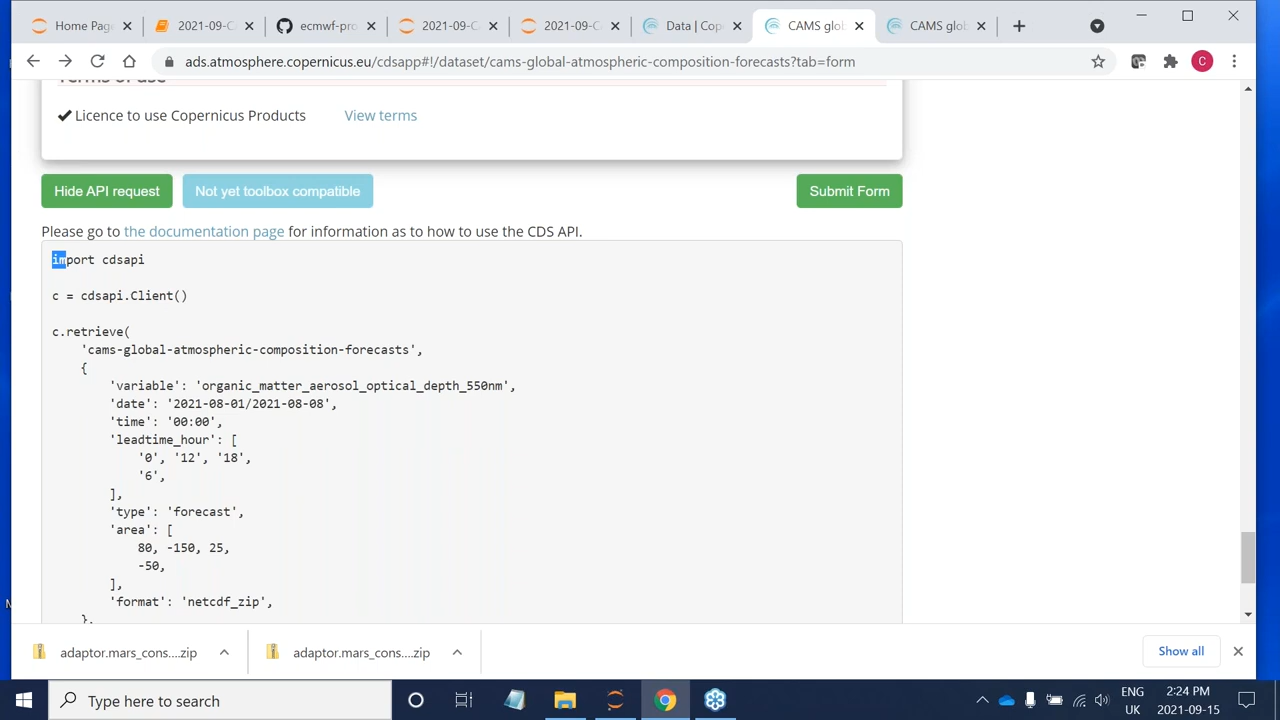 Home Page
2021-09-C
ecmwf-pro
2021-09-C
2021-09-C
Data | Cop
CAMS glob
CAMS glob
ads.atmosphere.copernicus.eu/cdsapp#!/dataset/cams-global-atmospheric-composition-forecasts?tab=form
C
Terms of use
Licence to use Copernicus Products View terms
Hide API request Not yet toolbox compatible Submit Form
Please go to the documentation page for information as to how to use the CDS API.
import cdsapi
c = cdsapi.Client()
c.retrieve(
'cams-global-atmospheric-composition-forecasts',
{
'variable': 'organic_matter_aerosol_optical_depth_550nm',
'date': '2021-08-01/2021-08-08',
'time': '00:00',
'leadtime_hour': [
'0', '12', '18',
'6',
],
'type': 'forecast',
'area': [
80, -150, 25,
-50,
],
'format': 'netcdf_zip',
},
adaptor.mars_cons....zip
adaptor.mars_cons....zip
Show all
Type here to search
ENG
UK
2:24 PM
2021-09-15